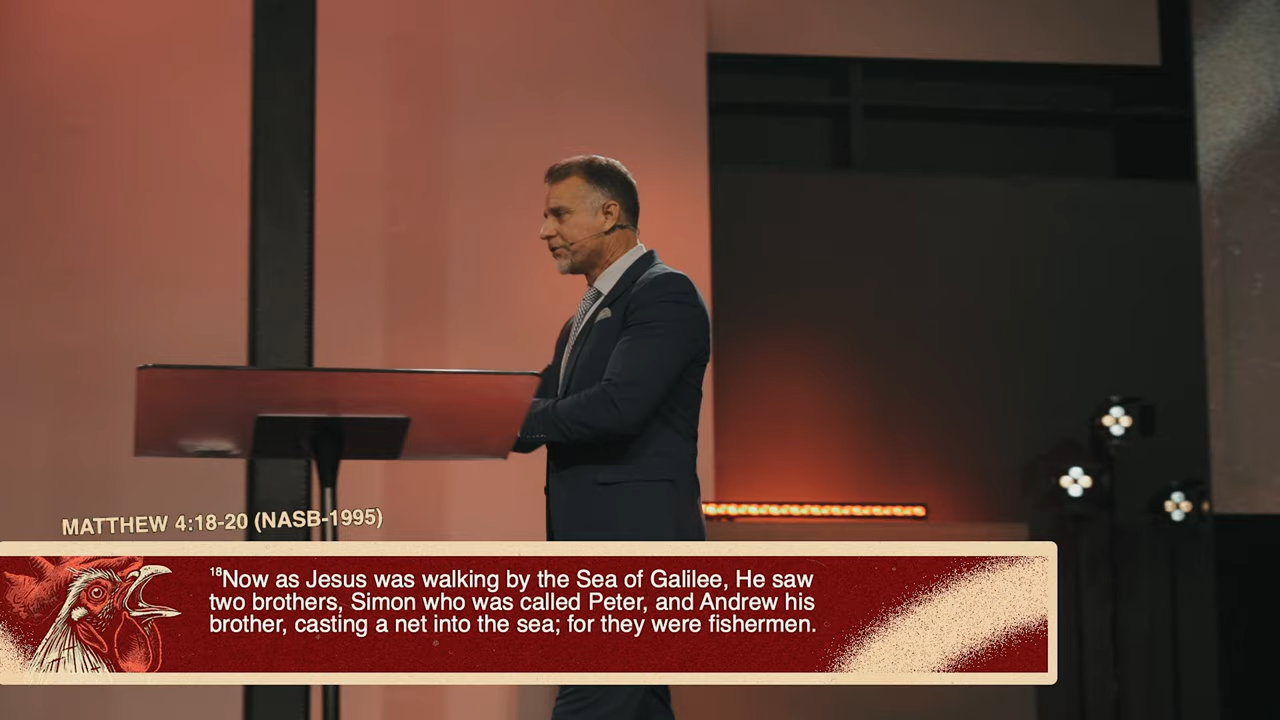 MATTHEW 4:18-20 (NASB-1995)
¹⁸Now as Jesus was walking by the Sea of Galilee, He saw
two brothers, Simon who was called Peter, and Andrew his
brother, casting a net into the sea; for they were fishermen.